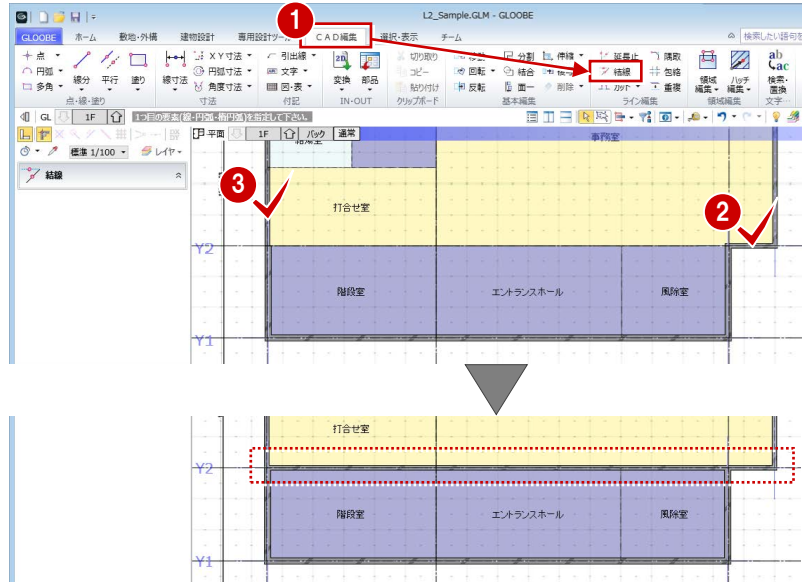 L2_Sample.GLM - GLOOBE
1
GLOOBE ホーム 敷地・外構 建物設計 専用設計ツール CAD編集 選択・表示 チーム 検索したい語句を
点 XY寸法 引出線 切り取り 移動 分割 伸縮 延長止 隅取
円弧 円弧寸法 文字 コピー 回転 結合 結線 包絡
多角 角度寸法 図・表 貼り付け 反転 面一 削除 重複
線分 平行 塗り 線寸法 変換 部品 領域編集 ハッチ編集 検索・置換
点・線・塗り 寸法 付記 IN-OUT クリップボード 基本編集 ライン編集 領域編集 文字
GL 1F 1つ目の要素(線・円弧・楕円弧)を指定して下さい。
平面 1F バック 通常
標準 1/100 レイヤ
結線
事務室
3
打合せ室
2
Y2
階段室 エントランスホール 風除室
Y1
打合せ室
Y2
階段室 エントランスホール 風除室
Y1